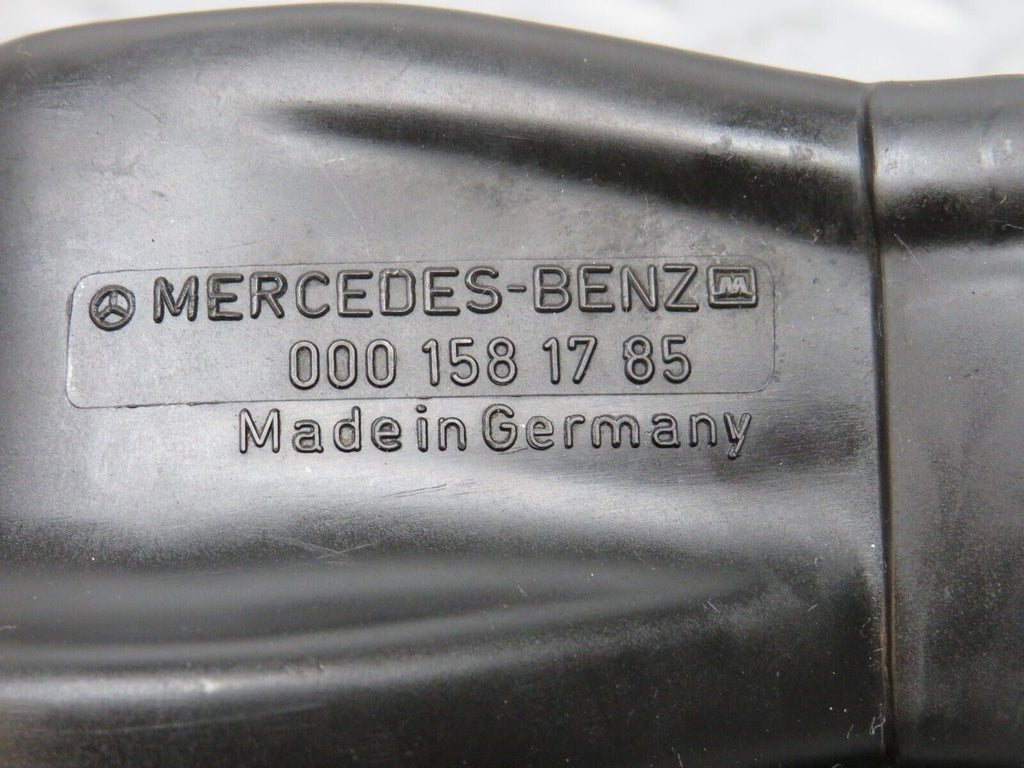 MERCEDES-BENZ M
000 158 17 85
Made in Germany